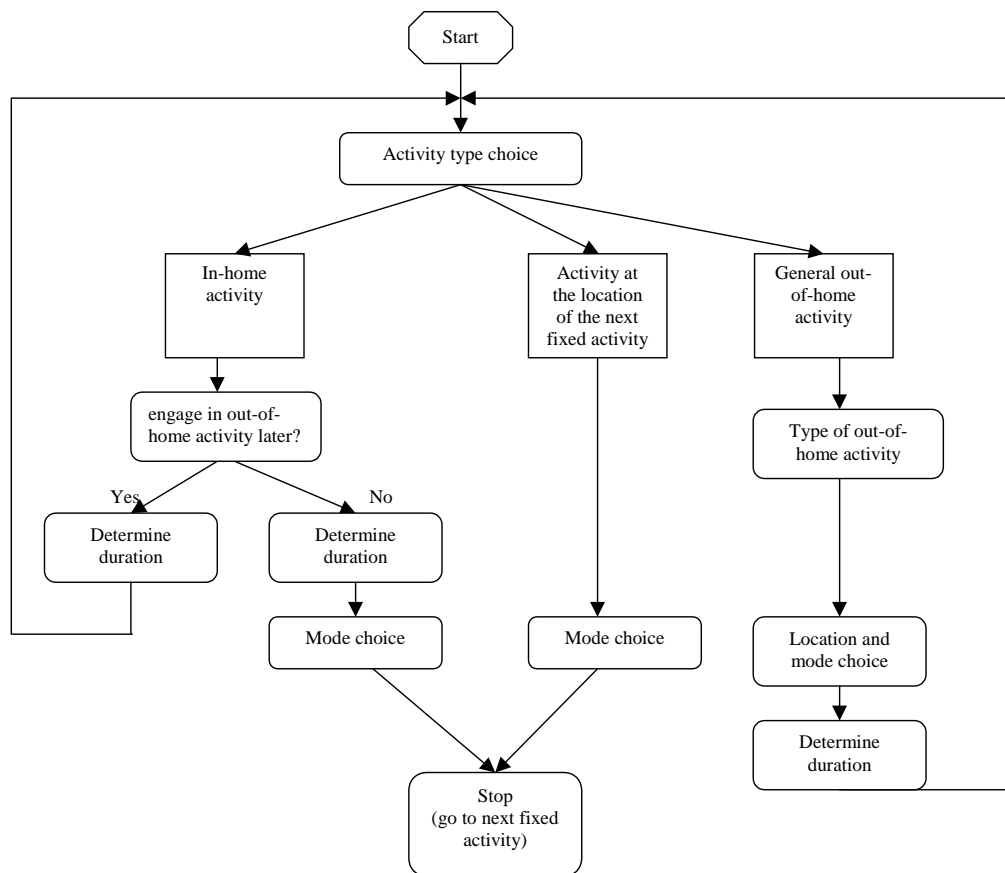 Start
Activity type choice
In-home
activity
Activity at
the location
of the next
fixed activity
General out-
of-home
activity
engage in out-of-
home activity later?
Type of out-of-
home activity
Yes
No
Determine
duration
Determine
duration
Mode choice
Mode choice
Location and
mode choice
Determine
duration
Stop
(go to next fixed
activity)